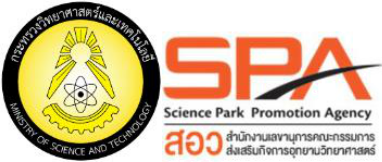 กระทรวงวิทยาศาสตร์และเทคโนโลยี
MINISTRY OF SCIENCE AND TECHNOLOGY
SPA
Science Park Promotion Agency
สอว สำนักงานเลขานุการคณะกรรมการ
ส่งเสริมกิจการอุทยานวิทยาศาสตร์